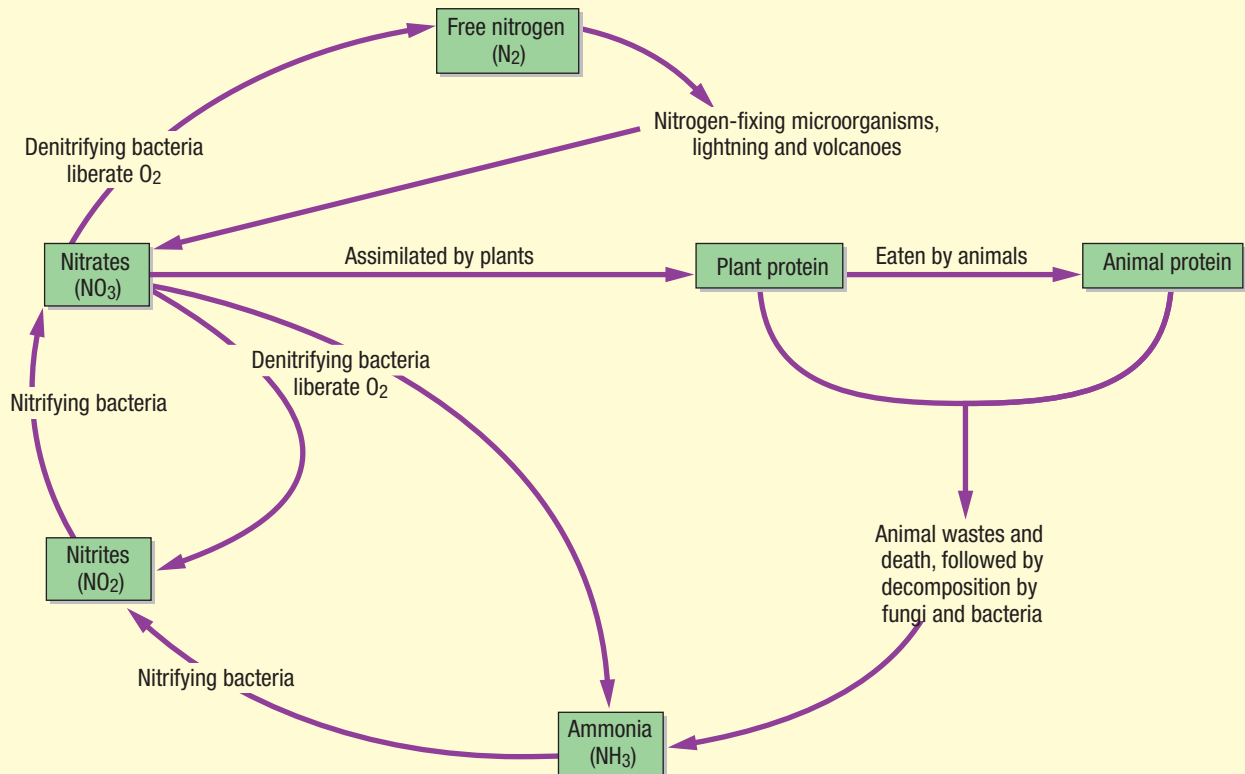 Free nitrogen
(N2)
Nitrogen-fixing microorganisms,
lightning and volcanoes
Denitrifying bacteria
liberate O2
Nitrates
(NO3)
Assimilated by plants
Plant protein
Eaten by animals
Animal protein
Denitrifying bacteria
liberate O2
Nitrifying bacteria
Nitrites
(NO2)
Animal wastes and
death, followed by
decomposition by
fungi and bacteria
Nitrifying bacteria
Ammonia
(NH3)